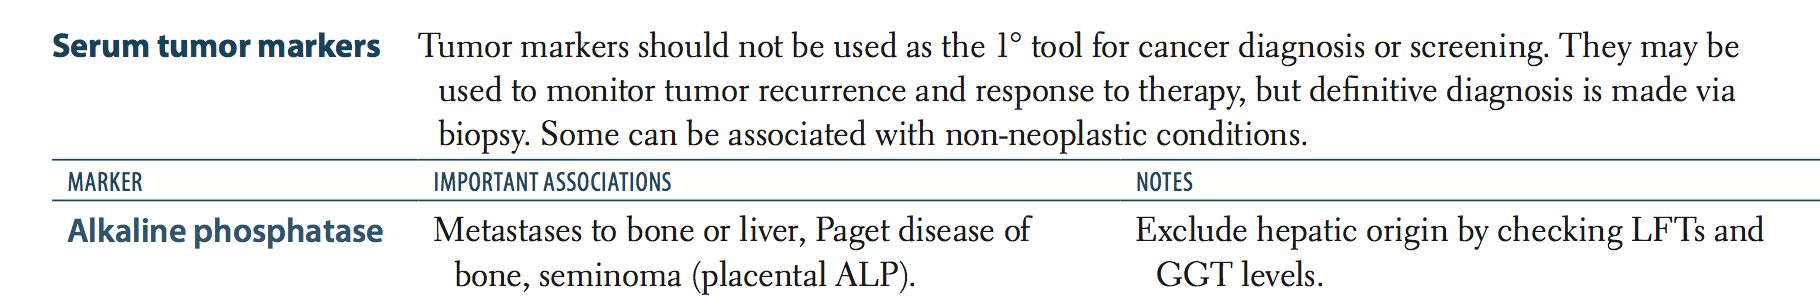 Serum tumor markers Tumor markers should not be used as the 1° tool for cancer diagnosis or screening. They may be
used to monitor tumor recurrence and response to therapy, but definitive diagnosis is made via
biopsy. Some can be associated with non-neoplastic conditions.
MARKER IMPORTANT ASSOCIATIONS NOTES
Alkaline phosphatase Metastases to bone or liver, Paget disease of Exclude hepatic origin by checking LFTs and
bone, seminoma (placental ALP). GGT levels.